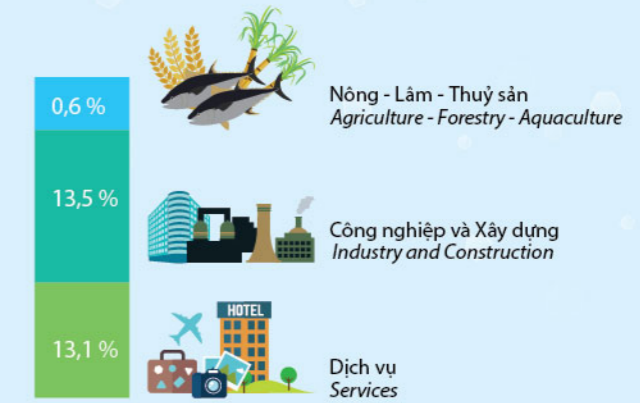 0,6 %
Nông - Lâm - Thuỷ sản
Agriculture - Forestry - Aquaculture
13,5 %
Công nghiệp và Xây dựng
Industry and Construction
HOTEL
13,1 %
Dịch vụ
Services